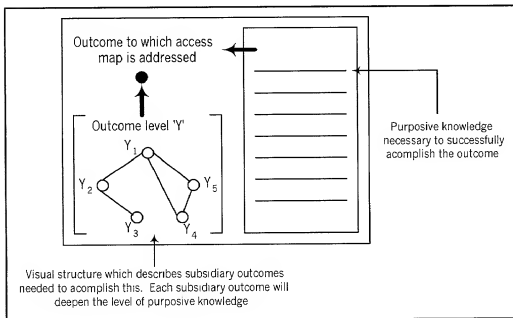 Outcome to which access
map is addressed
Outcome level 'Y'
Y1
Y2
Y5
Y3
Y4
Purposive knowledge
necessary to successfully
acomplish the outcome
Visual structure which describes subsidiary outcomes
needed to acomplish this. Each subsidiary outcome will
deepen the level of purposive knowledge